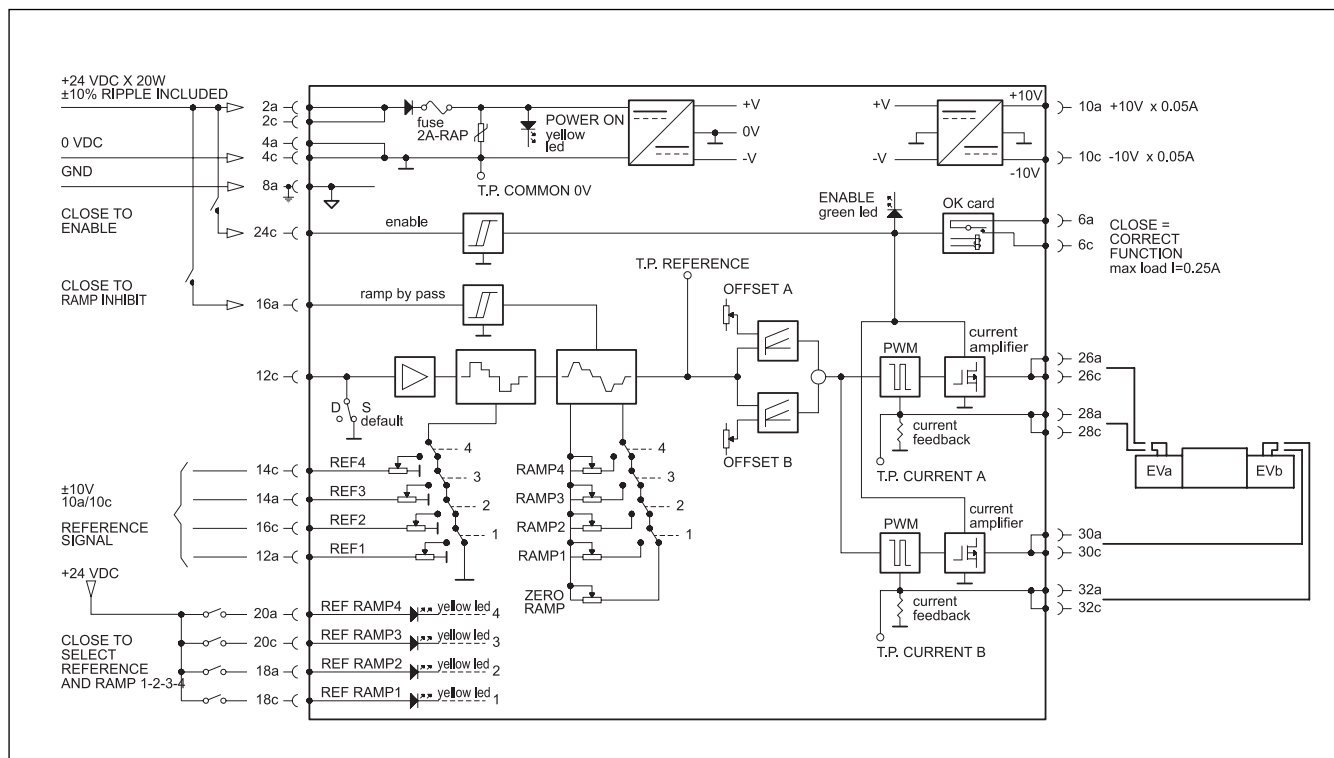 +24 VDC X 20W
±10% RIPPLE INCLUDED
2a
2c
fuse
2A-RAP
POWER ON
yellow
led
+V
0V
-V
+V
-V
+10V
-10V
10a +10V x 0.05A
10c -10V x 0.05A
0 VDC
4a
4c
T.P. COMMON 0V
GND
8a
CLOSE TO
ENABLE
24c
enable
ENABLE
green led
OK card
6a
6c
CLOSE =
CORRECT
FUNCTION
max load I=0.25A
CLOSE TO
RAMP INHIBIT
16a
ramp by pass
T.P. REFERENCE
OFFSET A
OFFSET B
12c
D
S
default
PWM
current
amplifier
26a
26c
28a
28c
current
feedback
T.P. CURRENT A
EVa
EVb
14c
REF4
14a
REF3
16c
REF2
12a
REF1
±10V
10a/10c
REFERENCE
SIGNAL
4
3
2
1
RAMP4
RAMP3
RAMP2
RAMP1
ZERO
RAMP
4
3
2
1
PWM
current
amplifier
30a
30c
32a
32c
current
feedback
T.P. CURRENT B
+24 VDC
CLOSE TO
SELECT
REFERENCE
AND RAMP 1-2-3-4
20a
REF RAMP4
yellow led
4
20c
REF RAMP3
yellow led
3
18a
REF RAMP2
yellow led
2
18c
REF RAMP1
yellow led
1